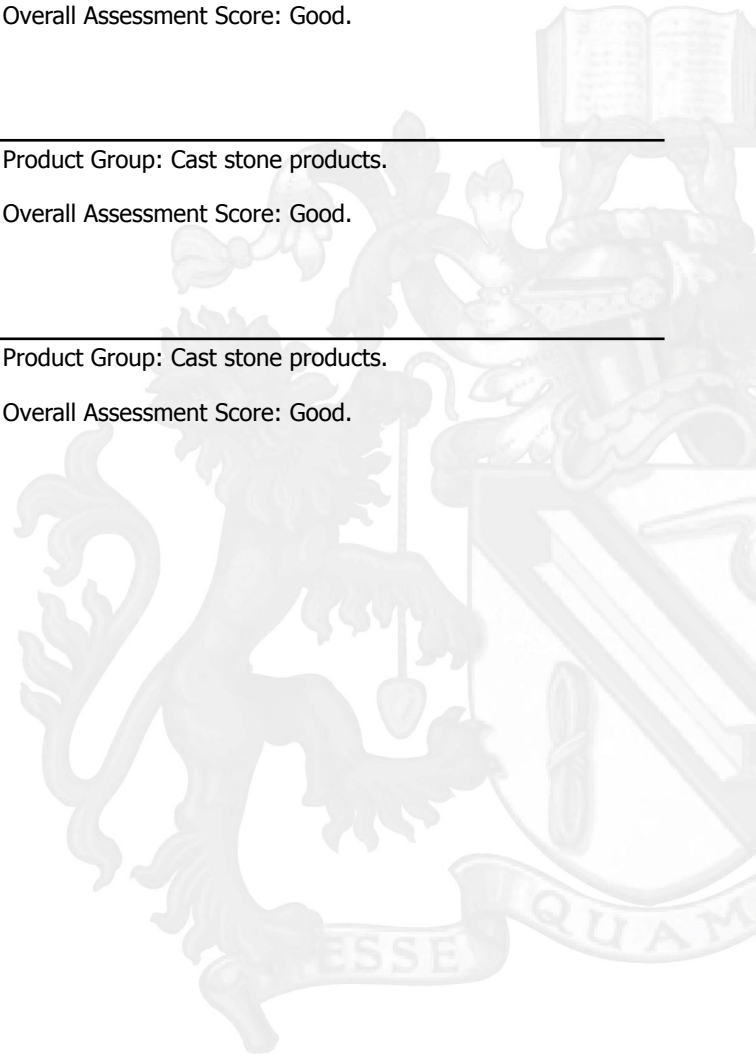 Overall Assessment Score: Good.
Product Group: Cast stone products.
Overall Assessment Score: Good.
Product Group: Cast stone products.
Overall Assessment Score: Good.
ESSE QUAM